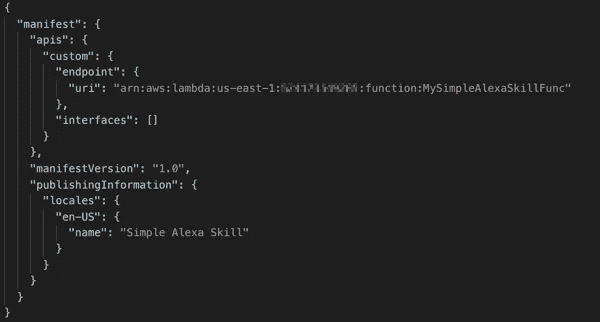 {
  "manifest": {
    "apis": {
      "custom": {
        "endpoint": {
          "uri": "arn:aws:lambda:us-east-1: :function:MySimpleAlexaSkillFunc"
        },
        "interfaces": []
      }
    },
    "manifestVersion": "1.0",
    "publishingInformation": {
      "locales": {
        "en-US": {
          "name": "Simple Alexa Skill"
        }
      }
    }
  }
}